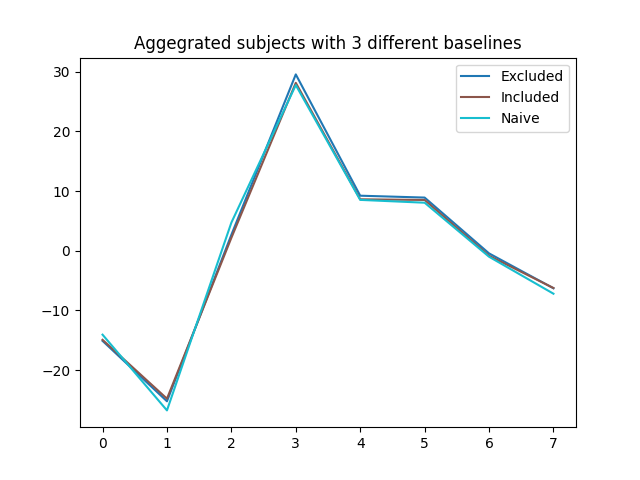 Aggegrated subjects with 3 different baselines
Excluded
Included
Naive
30
20
10
0
−10
−20
0 1 2 3 4 5 6 7